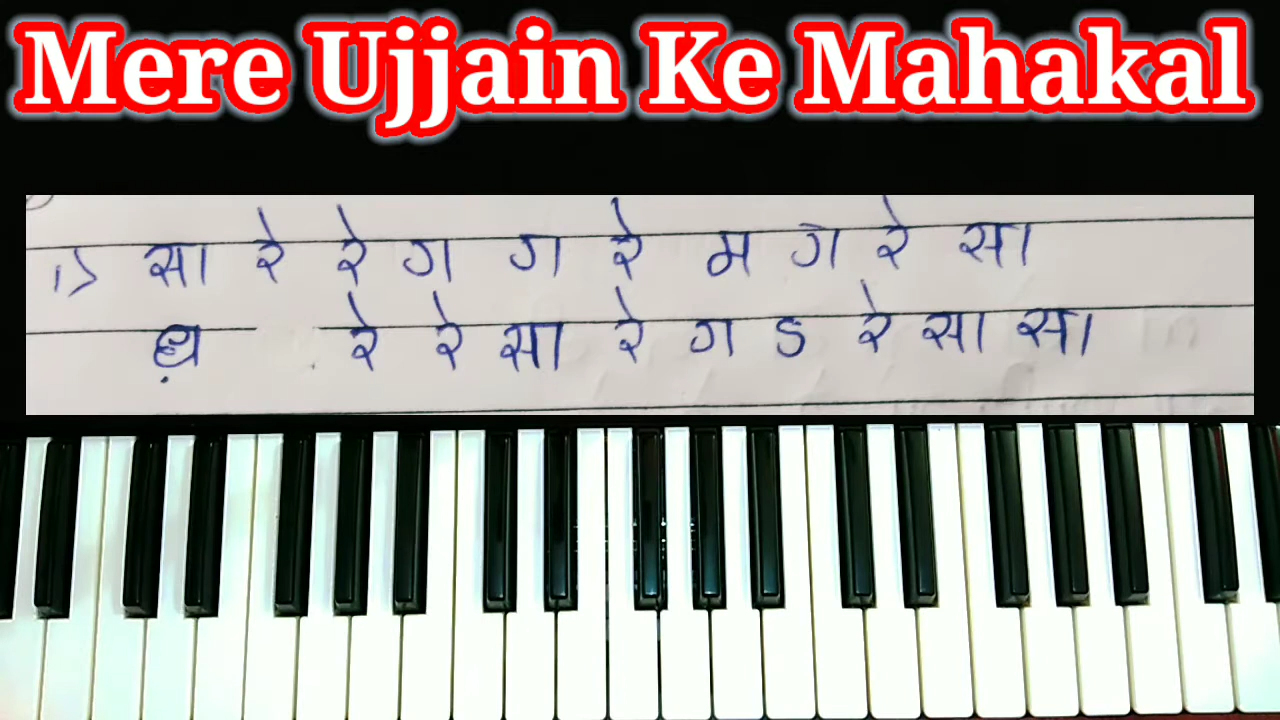 Mere Ujjain Ke Mahakal
1) सा रे रे ग ग रे म ग रे सा
ध़ रे रे सा रे ग ऽ रे सा सा